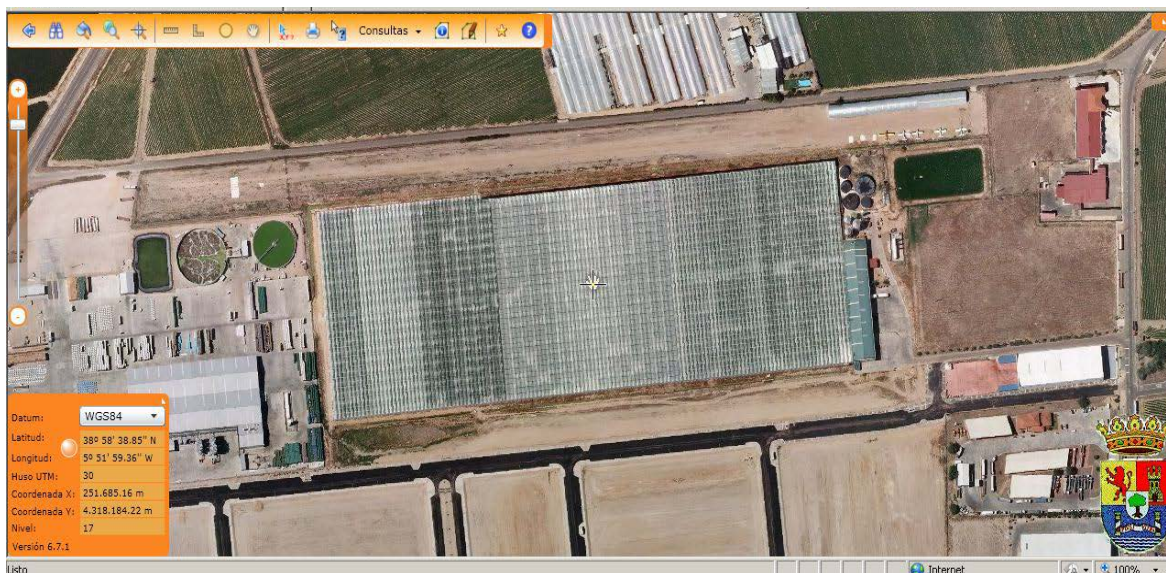 Consultas
Datum: WGS84
Latitud: 38º 58' 38.85" N
Longitud: 5º 51' 59.36" W
Huso UTM: 30
Coordenada X: 251.685.16 m
Coordenada Y: 4.318.184.22 m
Nivel: 17
Versión 6.7.1
Listo
Internet
100%